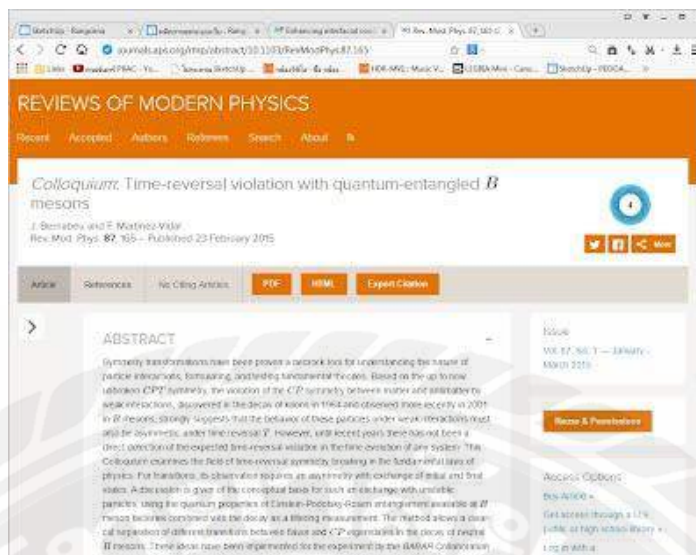 journals.aps.org/rmp/abstract/10.1103/RevModPhys.87.165
REVIEWS OF MODERN PHYSICS
Recent Accepted Authors Referees Search About
Colloquium: Time-reversal violation with quantum-entangled B
mesons
J. Bernabéu and F. Martínez-Vidal
Rev. Mod. Phys. 87, 165 – Published 23 February 2015
4
More
Article References No Citing Articles PDF HTML Export Citation
ABSTRACT
Symmetry transformations have been proven a bedrock tool for understanding the nature of
particle interactions, formulating, and testing fundamental theories. Based on the up to now
unbroken CPT symmetry, the violation of the CP symmetry between matter and antimatter by
weak interactions, discovered in the decay of kaons in 1964 and observed more recently in 2001
in B mesons, strongly suggests that the behavior of these particles under weak interactions must
also be asymmetric under time reversal T. However, until recent years there has not been a
direct detection of the expected time-reversal violation in the time evolution of any system. This
Colloquium examines the field of time-reversal symmetry breaking in the fundamental laws of
physics. For transitions, its observation requires an asymmetry with exchange of initial and final
states. A discussion is given of the conceptual basis for such an exchange with unstable
particles, using the quantum properties of Einstein-Podolsky-Rosen entanglement available at B
meson factories combined with the decay as a filtering measurement. The method allows a clear-
cut separation of different transitions between flavor and CP eigenstates in the decay of neutral
B mesons. These ideas have been implemented for the experiment by the BABAR Collaboration
Issue
Vol. 87, Iss. 1 — January -
March 2015
Reuse & Permissions
Access Options
Buy Article »
Get access through a U.S.
public or high school library »
Log in with a